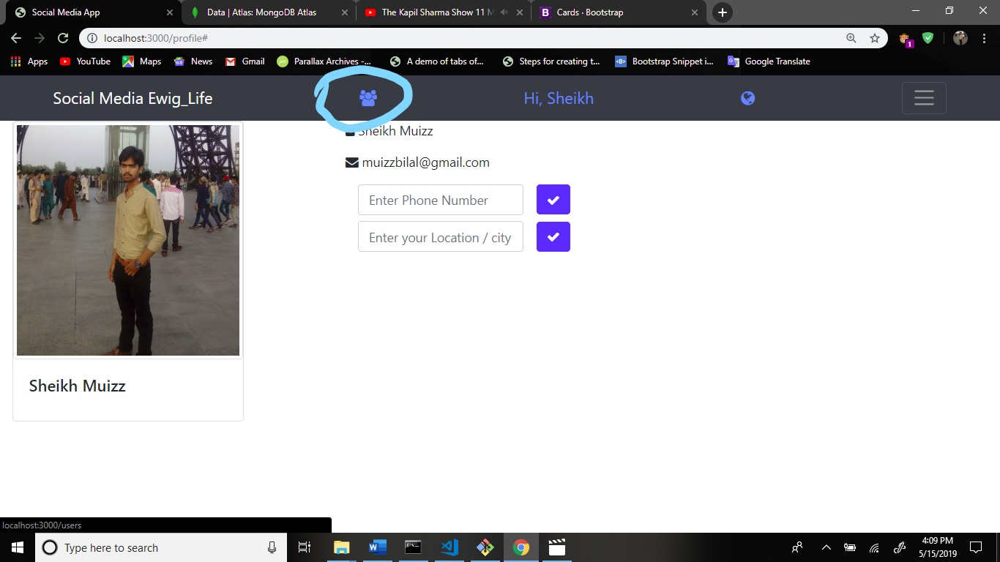 Social Media App
Data | Atlas: MongoDB Atlas
The Kapil Sharma Show 11 M
B Cards · Bootstrap
localhost:3000/profile#
1
Apps YouTube Maps News Gmail Parallax Archives -... A demo of tabs of... Steps for creating t... <B> Bootstrap Snippet i... Google Translate
Social Media Ewig_Life Hi, Sheikh
Sheikh Muizz
muizzbilal@gmail.com
Enter Phone Number
Enter your Location / city
Sheikh Muizz
localhost:3000/users
Type here to search
4:09 PM
5/15/2019